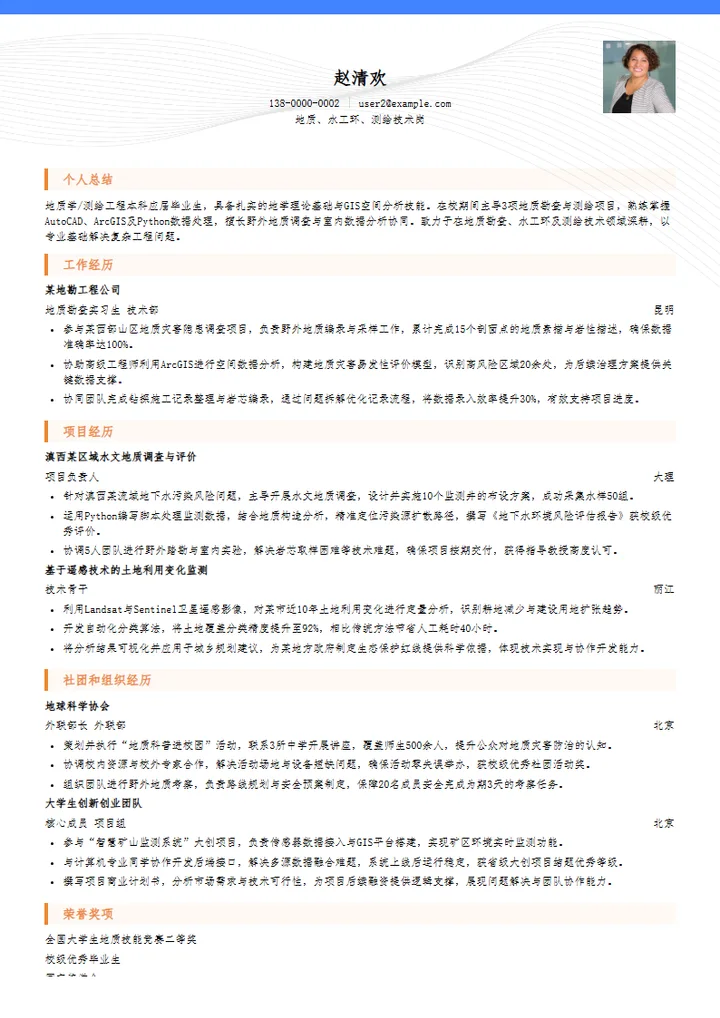 赵清欢
138-0000-0002 | user2@example.com
地质、水工环、测绘技术岗
个人总结
地质学/测绘工程本科应届毕业生，具备扎实的地学理论基础与GIS空间分析技能。在校期间主导3项地质勘查与测绘项目，熟练掌握
AutoCAD、ArcGIS及Python数据处理，擅长野外地质调查与室内数据分析协同。致力于在地质勘查、水工环及测绘技术领域深耕，以
专业基础解决复杂工程问题。
工作经历
某地勘工程公司
地质勘查实习生 技术部 昆明
• 参与某西部山区地质灾害隐患调查项目，负责野外地质编录与采样工作，累计完成15个剖面点的地质素描与岩性描述，确保数据
准确率达100%。
• 协助高级工程师利用ArcGIS进行空间数据分析，构建地质灾害易发性评价模型，识别高风险区域20余处，为后续治理方案提供关
键数据支撑。
• 协同团队完成钻探施工记录整理与岩芯编录，通过问题拆解优化记录流程，将数据录入效率提升30%，有效支持项目进度。
项目经历
滇西某区域水文地质调查与评价
项目负责人 大理
• 针对滇西某流域地下水污染风险问题，主导开展水文地质调查，设计并实施10个监测井的布设方案，成功采集水样50组。
• 运用Python编写脚本处理监测数据，结合地质构造分析，精准定位污染源扩散路径，撰写《地下水环境风险评估报告》获校级优
秀评价。
• 协调5人团队进行野外踏勘与室内实验，解决岩芯取样困难等技术难题，确保项目按期交付，获得指导教授高度认可。
基于遥感技术的土地利用变化监测
技术骨干 丽江
• 利用Landsat与Sentinel卫星遥感影像，对某市近10年土地利用变化进行定量分析，识别耕地减少与建设用地扩张趋势。
• 开发自动化分类算法，将土地覆盖分类精度提升至92%，相比传统方法节省人工耗时40小时。
• 将分析结果可视化并应用于城乡规划建议，为某地方政府制定生态保护红线提供科学依据，体现技术实现与协作开发能力。
社团和组织经历
地球科学协会
外联部长 外联部 北京
• 策划并执行“地质科普进校园”活动，联系3所中学开展讲座，覆盖师生500余人，提升公众对地质灾害防治的认知。
• 协调校内资源与校外专家合作，解决活动场地与设备短缺问题，确保活动零失误举办，获校级优秀社团活动奖。
• 组织团队进行野外地质考察，负责路线规划与安全预案制定，保障20名成员安全完成为期3天的考察任务。
大学生创新创业团队
核心成员 项目组 北京
• 参与“智慧矿山监测系统”大创项目，负责传感器数据接入与GIS平台搭建，实现矿区环境实时监测功能。
• 与计算机专业同学协作开发后端接口，解决多源数据融合难题，系统上线后运行稳定，获省级大创项目结题优秀等级。
• 撰写项目商业计划书，分析市场需求与技术可行性，为项目后续融资提供逻辑支撑，展现问题解决与团队协作能力。
荣誉奖项
全国大学生地质技能竞赛二等奖
校级优秀毕业生